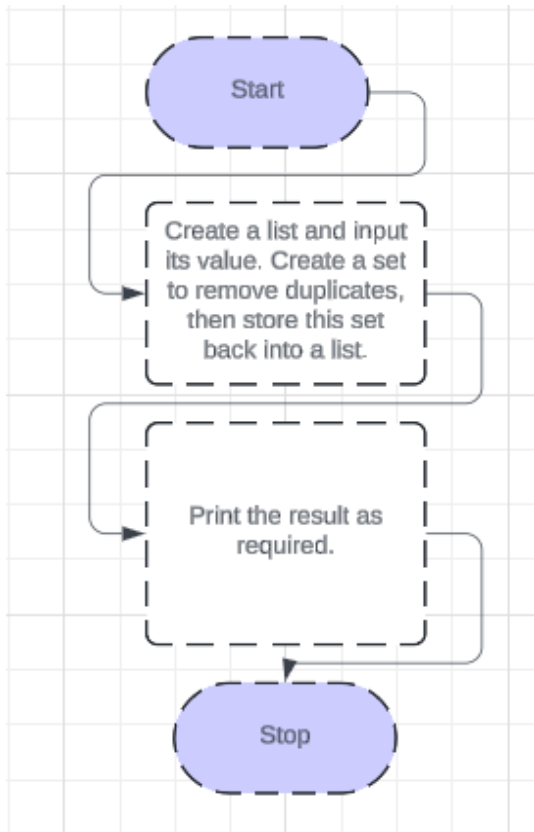 Start
Create a list and input
its value. Create a set
to remove duplicates,
then store this set
back into a list.
Print the result as
required.
Stop